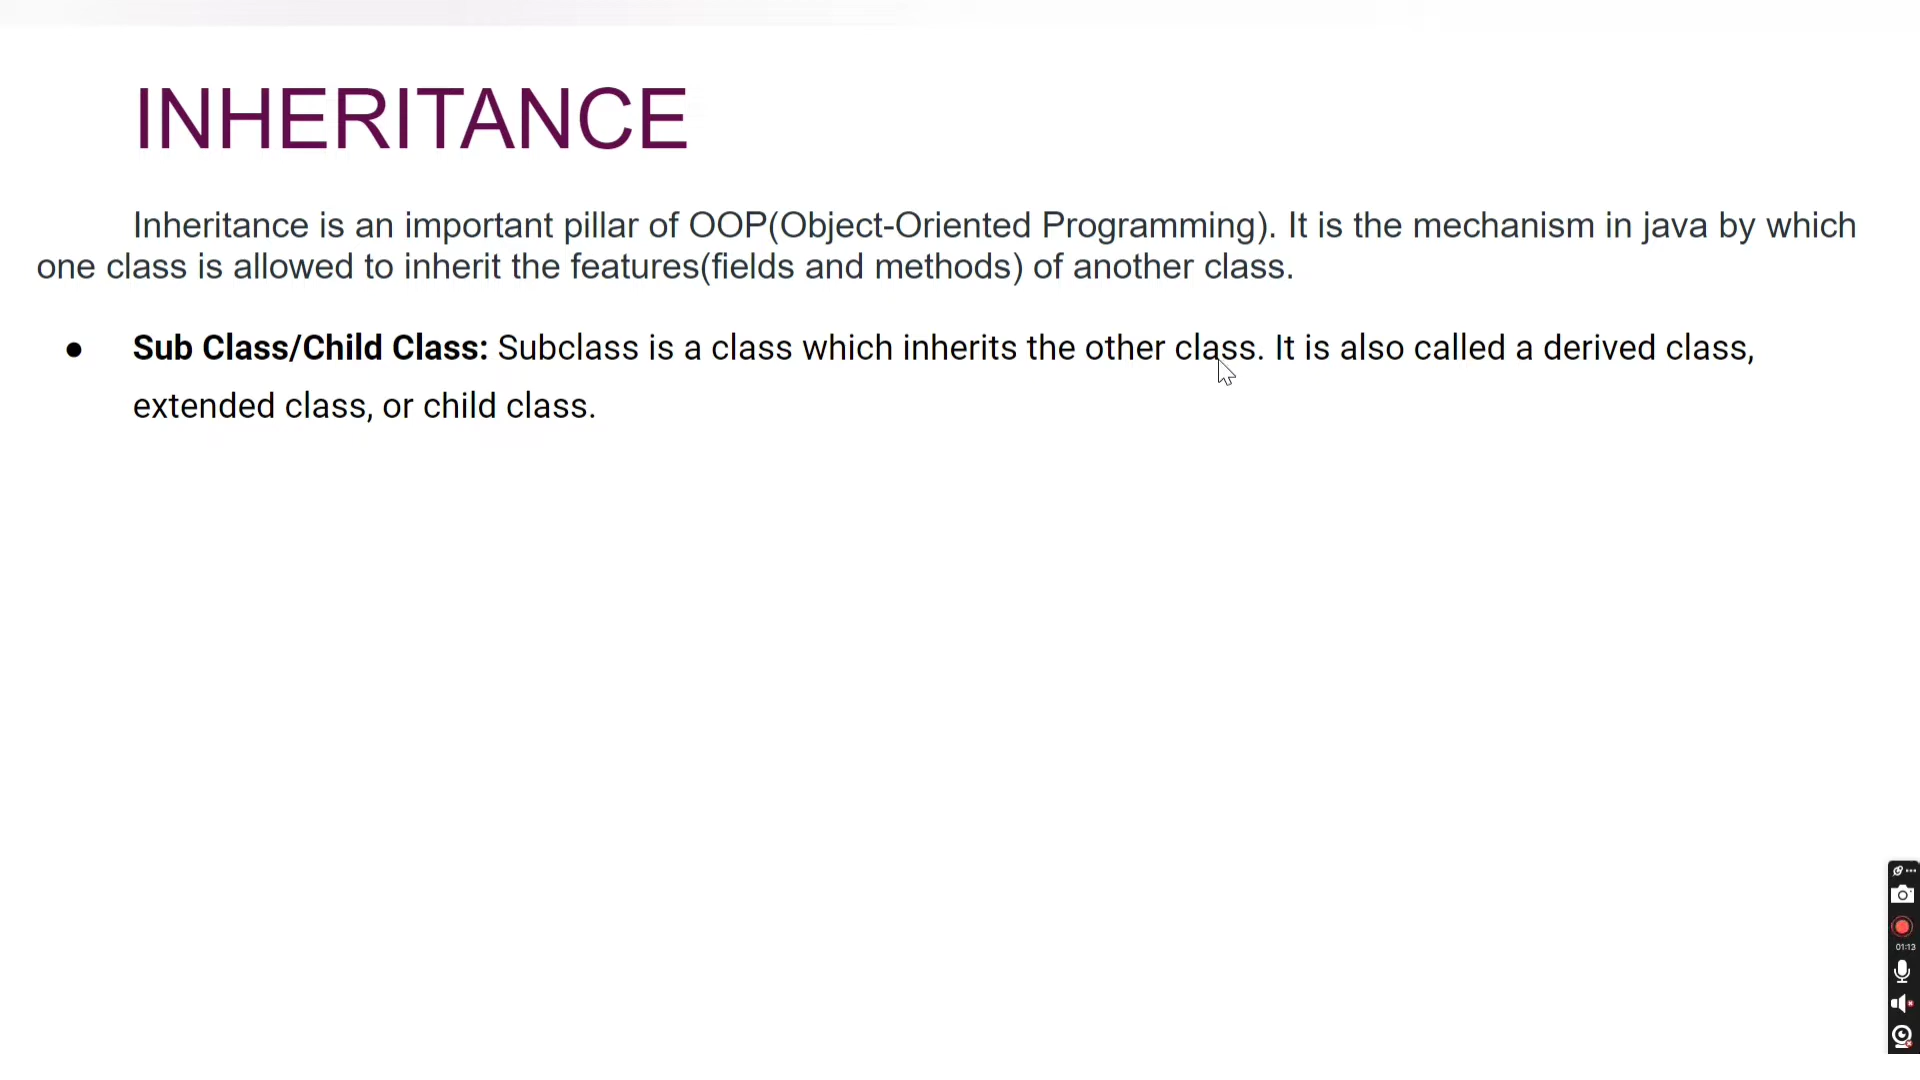 INHERITANCE
Inheritance is an important pillar of OOP(Object-Oriented Programming). It is the mechanism in java by which
one class is allowed to inherit the features(fields and methods) of another class.
● Sub Class/Child Class: Subclass is a class which inherits the other class. It is also called a derived class,
extended class, or child class.
01:13